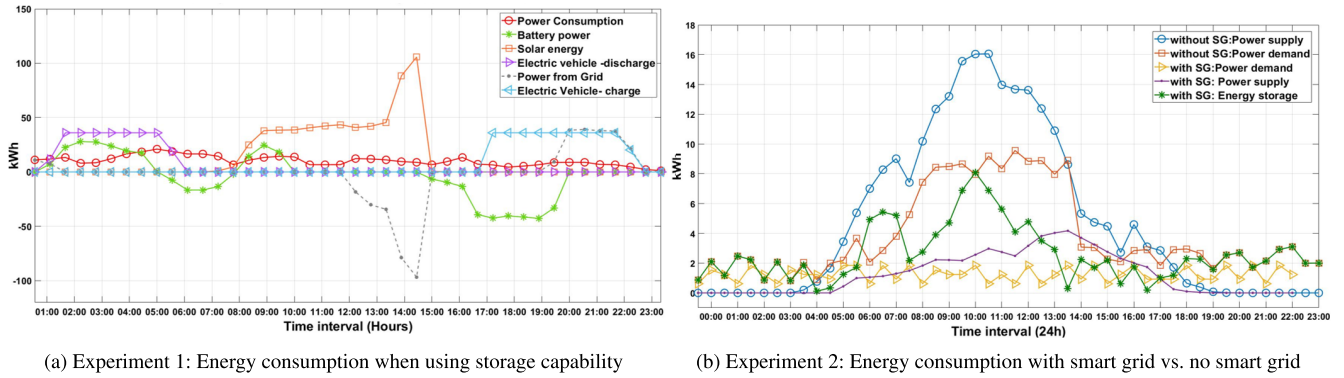 150
100
50
0
-50
-100
kWh
Power Consumption
Battery power
Solar energy
Electric vehicle -discharge
Power from Grid
Electric Vehicle- charge
01:00 02:00 03:00 04:00 05:00 06:00 07:00 08:00 09:00 10:00 11:00 12:00 13:00 14:00 15:00 16:00 17:00 18:00 19:00 20:00 21:00 22:00 23:00
Time interval (Hours)
(a) Experiment 1: Energy consumption when using storage capability
18
16
14
12
10
8
6
4
2
0
kWh
without SG:Power supply
without SG:Power demand
with SG:Power demand
with SG: Power supply
with SG: Energy storage
00:00 01:00 02:00 03:00 04:00 05:00 06:00 07:00 08:00 09:00 10:00 11:00 12:00 13:00 14:00 15:00 16:00 17:00 18:00 19:00 20:00 21:00 22:00 23:00
Time interval (24h)
(b) Experiment 2: Energy consumption with smart grid vs. no smart grid